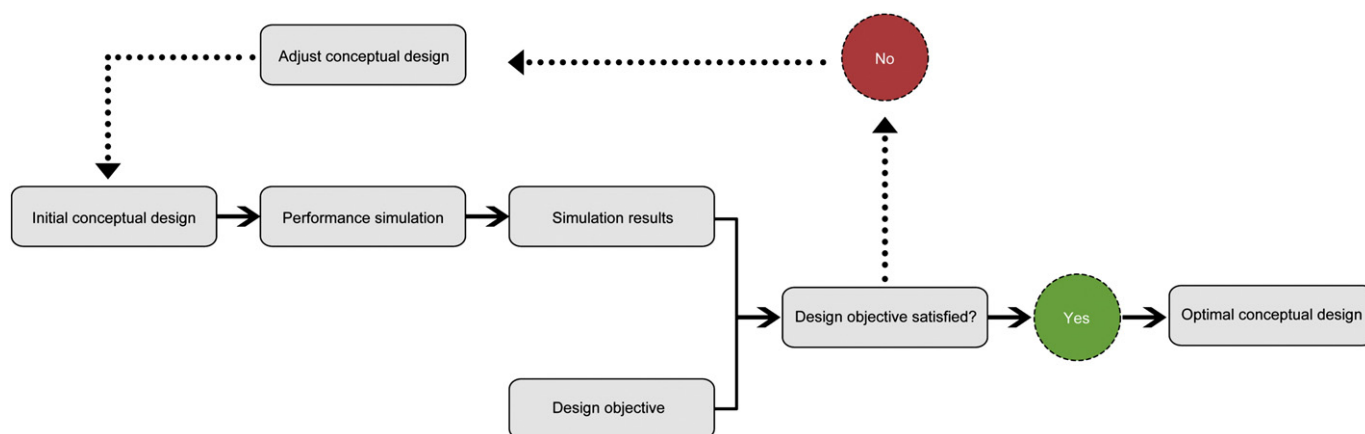 Adjust conceptual design
No
Initial conceptual design
Performance simulation
Simulation results
Design objective satisfied?
Yes
Optimal conceptual design
Design objective